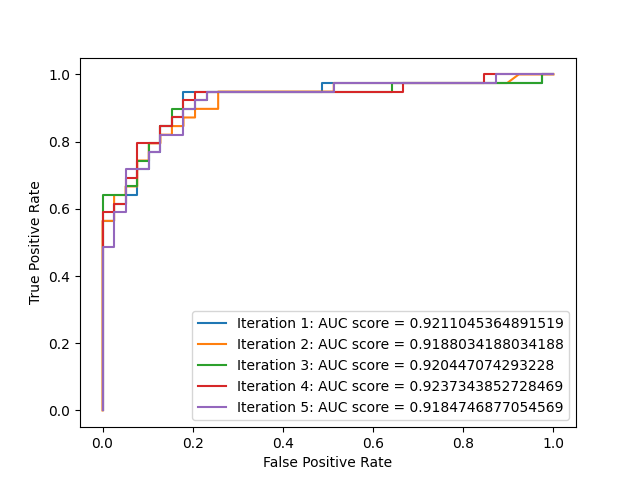 1.0
0.8
0.6
0.4
0.2
0.0
True Positive Rate
Iteration 1: AUC score = 0.9211045364891519
Iteration 2: AUC score = 0.9188034188034188
Iteration 3: AUC score = 0.920447074293228
Iteration 4: AUC score = 0.9237343852728469
Iteration 5: AUC score = 0.9184746877054569
0.0 0.2 0.4 0.6 0.8 1.0
False Positive Rate